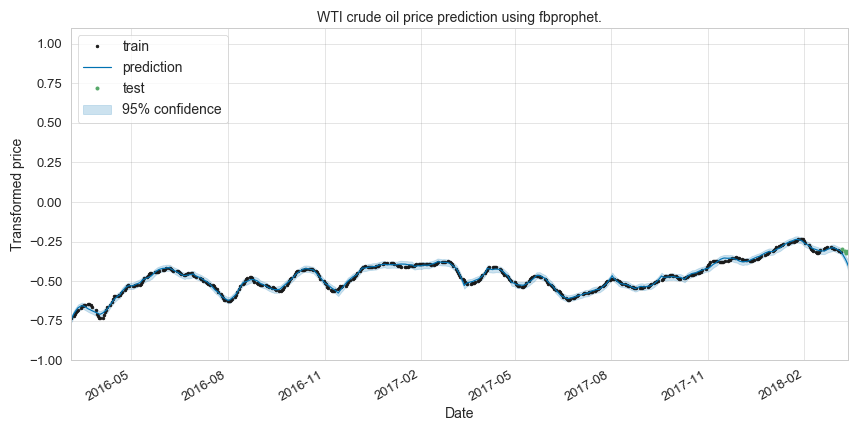 WTI crude oil price prediction using fbprophet.
train
prediction
test
95% confidence
Transformed price
1.00
0.75
0.50
0.25
0.00
−0.25
−0.50
−0.75
−1.00
2016-05
2016-08
2016-11
2017-02
2017-05
2017-08
2017-11
2018-02
Date